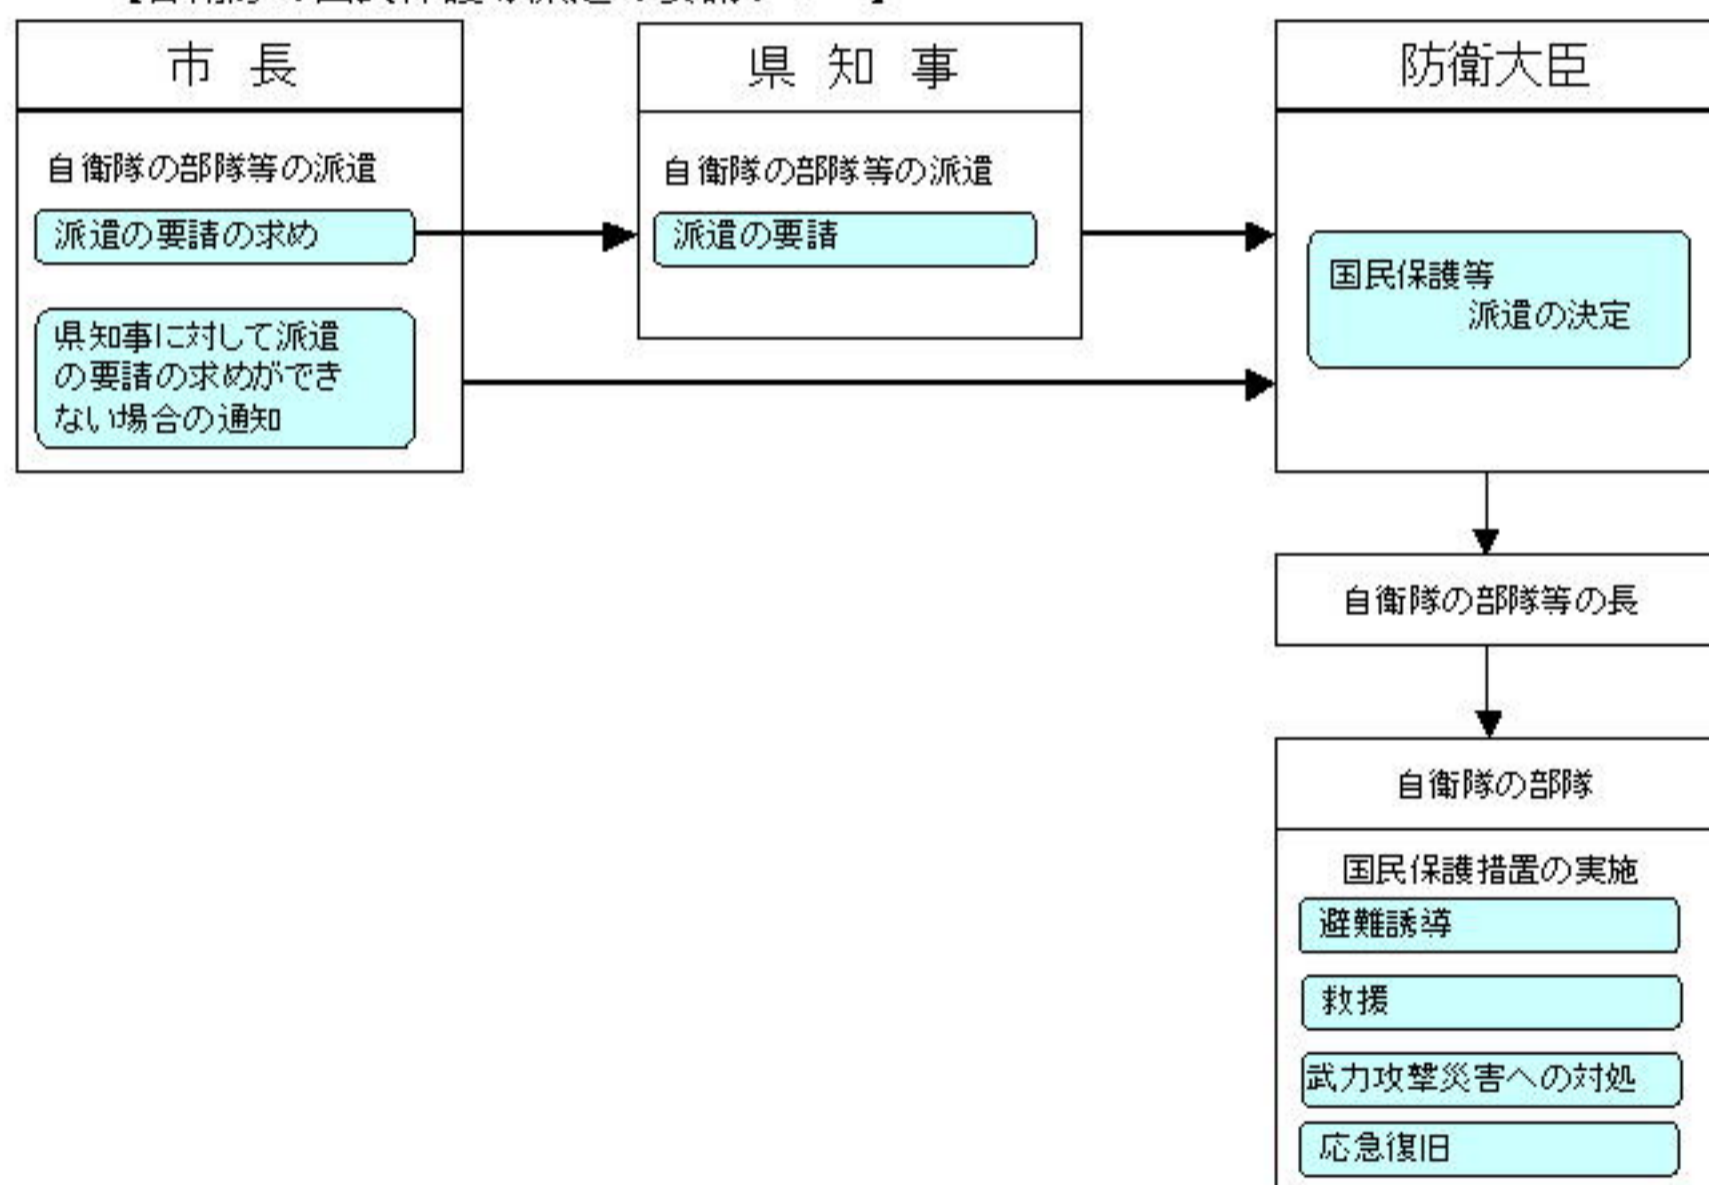 市 長
自衛隊の部隊等の派遣
派遣の要請の求め
県知事に対して派遣
の要請の求めができ
ない場合の通知
県 知 事
自衛隊の部隊等の派遣
派遣の要請
防衛大臣
国民保護等
派遣の決定
自衛隊の部隊等の長
自衛隊の部隊
国民保護措置の実施
避難誘導
救援
武力攻撃災害への対処
応急復旧